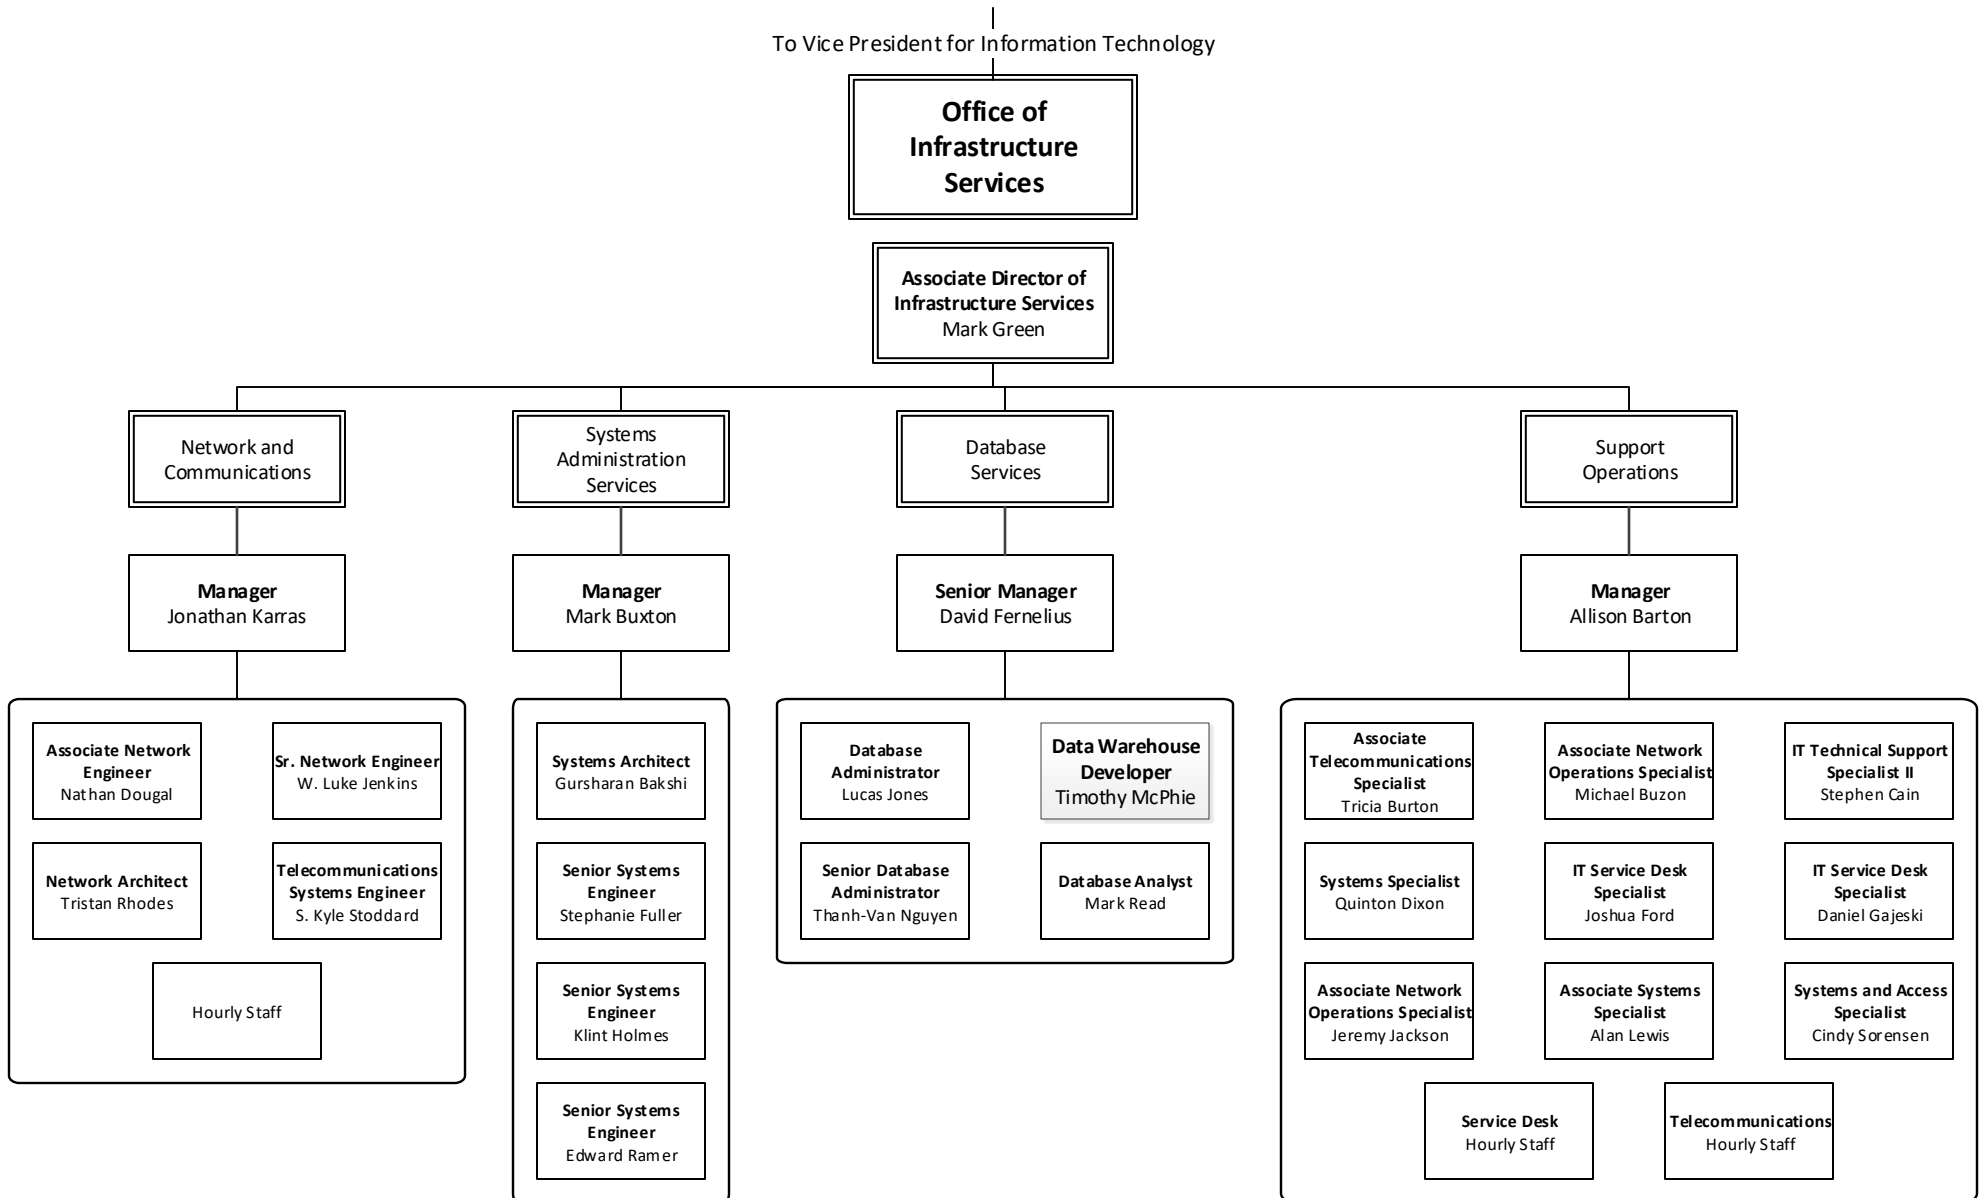 To Vice President for Information Technology
Office of
Infrastructure
Services
Associate Director of
Infrastructure Services
Mark Green
Network and
Communications
Systems
Administration
Services
Database
Services
Support
Operations
Manager
Jonathan Karras
Manager
Mark Buxton
Senior Manager
David Fernelius
Manager
Allison Barton
Associate Network
Engineer
Nathan Dougal
Sr. Network Engineer
W. Luke Jenkins
Network Architect
Tristan Rhodes
Telecommunications
Systems Engineer
S. Kyle Stoddard
Hourly Staff
Systems Architect
Gursharan Bakshi
Senior Systems
Engineer
Stephanie Fuller
Senior Systems
Engineer
Klint Holmes
Senior Systems
Engineer
Edward Ramer
Database
Administrator
Lucas Jones
Data Warehouse
Developer
Timothy McPhie
Senior Database
Administrator
Thanh-Van Nguyen
Database Analyst
Mark Read
Associate
Telecommunications
Specialist
Tricia Burton
Associate Network
Operations Specialist
Michael Buzon
IT Technical Support
Specialist II
Stephen Cain
Systems Specialist
Quinton Dixon
IT Service Desk
Specialist
Joshua Ford
IT Service Desk
Specialist
Daniel Gajeski
Associate Network
Operations Specialist
Jeremy Jackson
Associate Systems
Specialist
Alan Lewis
Systems and Access
Specialist
Cindy Sorensen
Service Desk
Hourly Staff
Telecommunications
Hourly Staff